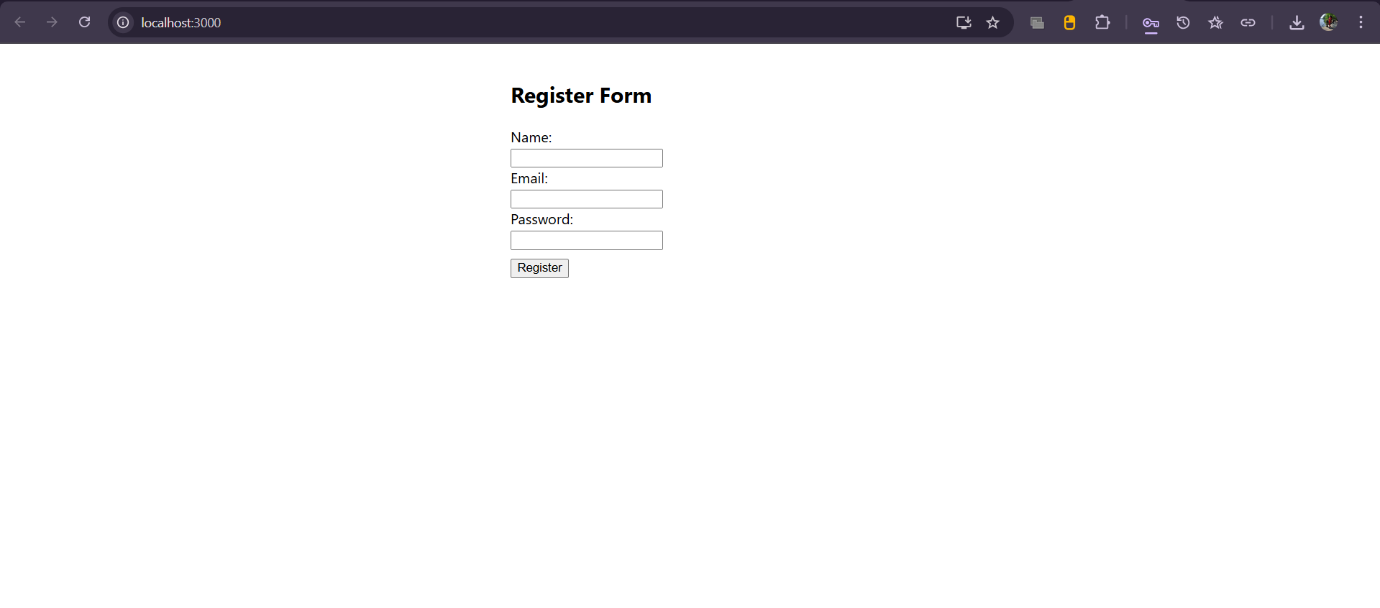 localhost:3000
Register Form
Name:
Email:
Password:
Register